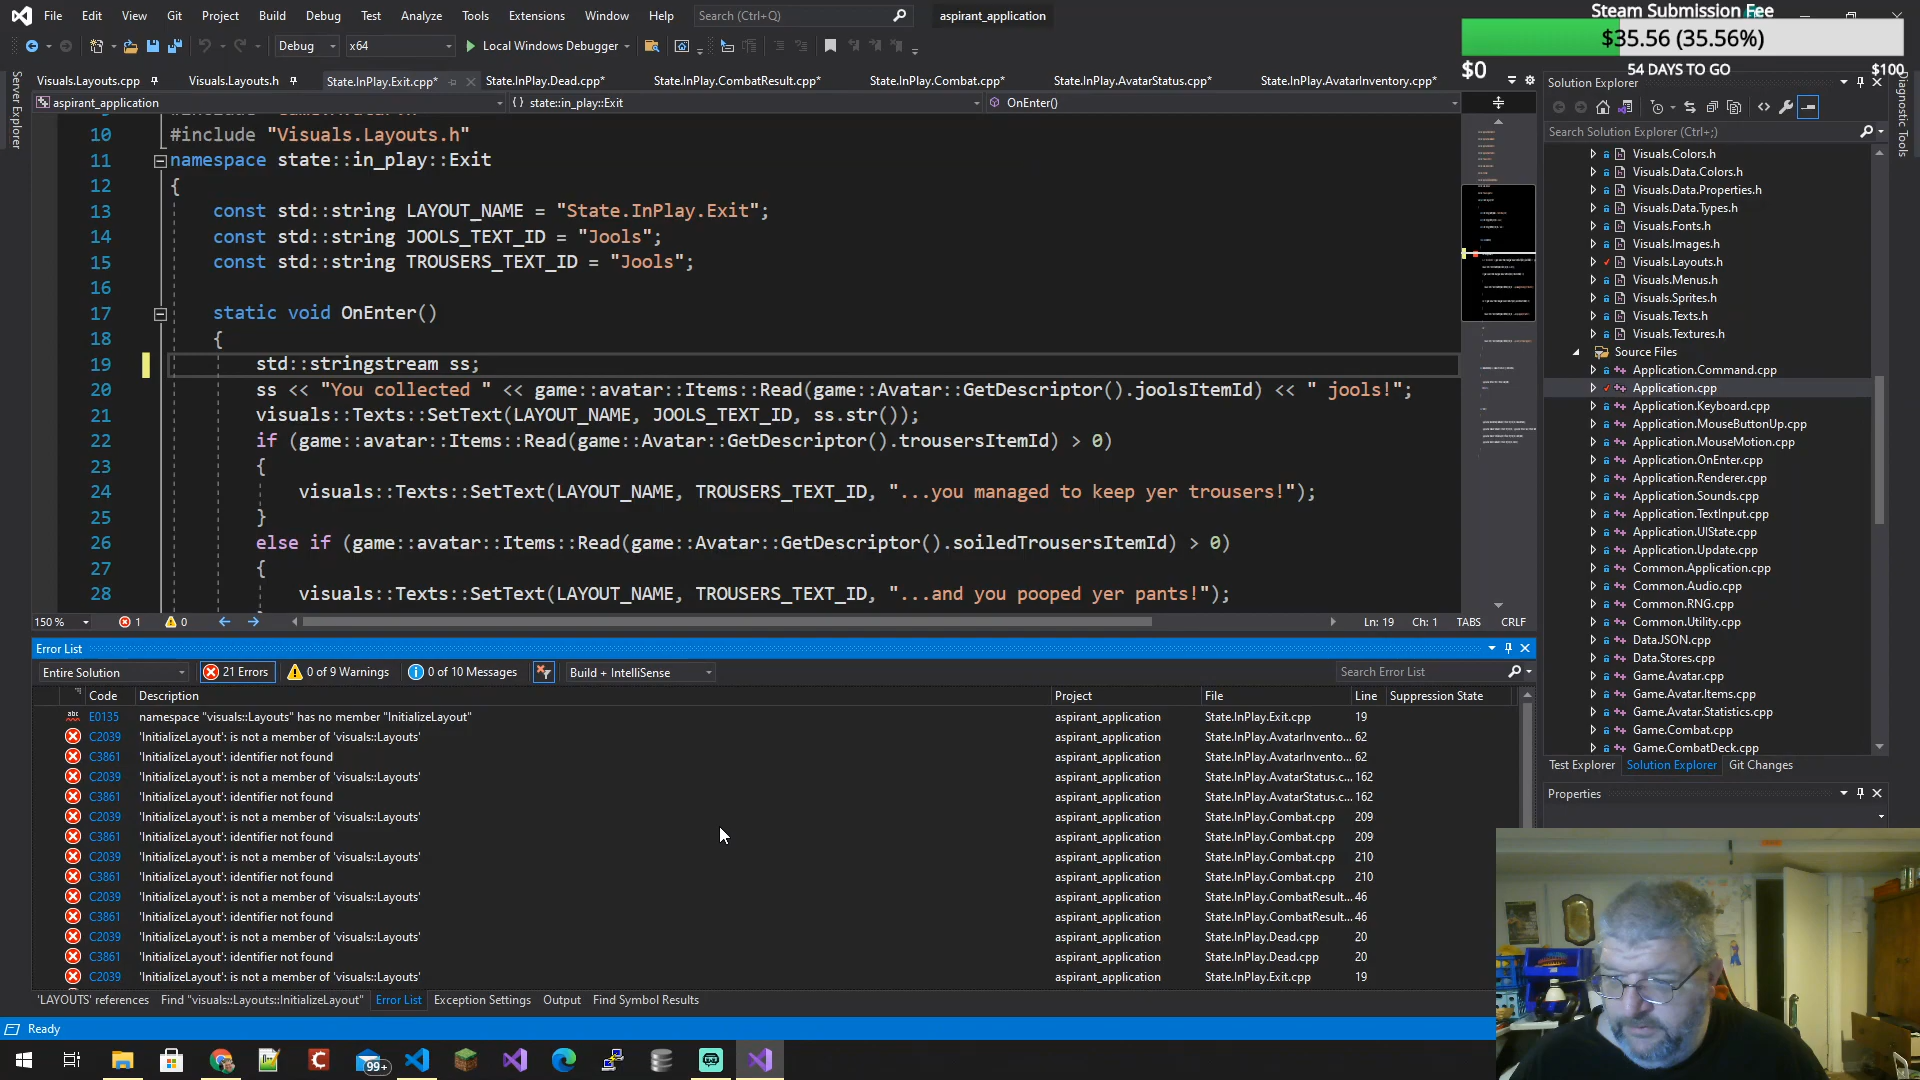 File Edit View Git Project Build Debug Test Analyze Tools Extensions Window Help Search (Ctrl+Q) aspirant_application
Steam Submission Fee
$35.56 (35.56%)
$0 54 DAYS TO GO $100
Debug x64 Local Windows Debugger
Server Explorer
Diagnostic Tools
Visuals.Layouts.cpp Visuals.Layouts.h State.InPlay.Exit.cpp* State.InPlay.Dead.cpp* State.InPlay.CombatResult.cpp* State.InPlay.Combat.cpp* State.InPlay.AvatarStatus.cpp* State.InPlay.AvatarInventory.cpp*
aspirant_application {} state::in_play::Exit OnEnter()
10 #include "Visuals.Layouts.h"
11 namespace state::in_play::Exit
12 {
13 const std::string LAYOUT_NAME = "State.InPlay.Exit";
14 const std::string JOOLS_TEXT_ID = "Jools";
15 const std::string TROUSERS_TEXT_ID = "Jools";
16
17 static void OnEnter()
18 {
19 std::stringstream ss;
20 ss << "You collected " << game::avatar::Items::Read(game::Avatar::GetDescriptor().joolsItemId) << " jools!";
21 visuals::Texts::SetText(LAYOUT_NAME, JOOLS_TEXT_ID, ss.str());
22 if (game::avatar::Items::Read(game::Avatar::GetDescriptor().trousersItemId) > 0)
23 {
24 visuals::Texts::SetText(LAYOUT_NAME, TROUSERS_TEXT_ID, "...you managed to keep yer trousers!");
25 }
26 else if (game::avatar::Items::Read(game::Avatar::GetDescriptor().soiledTrousersItemId) > 0)
27 {
28 visuals::Texts::SetText(LAYOUT_NAME, TROUSERS_TEXT_ID, "...and you pooped yer pants!");
150 % 1 0 Ln: 19 Ch: 1 TABS CRLF
Error List
Entire Solution 21 Errors 0 of 9 Warnings 0 of 10 Messages Build + IntelliSense Search Error List
Code Description Project File Line Suppression State
E0135 namespace "visuals::Layouts" has no member "InitializeLayout" aspirant_application State.InPlay.Exit.cpp 19
C2039 'InitializeLayout': is not a member of 'visuals::Layouts' aspirant_application State.InPlay.AvatarInvento... 62
C3861 'InitializeLayout': identifier not found aspirant_application State.InPlay.AvatarInvento... 62
C2039 'InitializeLayout': is not a member of 'visuals::Layouts' aspirant_application State.InPlay.AvatarStatus.c... 162
C3861 'InitializeLayout': identifier not found aspirant_application State.InPlay.AvatarStatus.c... 162
C2039 'InitializeLayout': is not a member of 'visuals::Layouts' aspirant_application State.InPlay.Combat.cpp 209
C3861 'InitializeLayout': identifier not found aspirant_application State.InPlay.Combat.cpp 209
C2039 'InitializeLayout': is not a member of 'visuals::Layouts' aspirant_application State.InPlay.Combat.cpp 210
C3861 'InitializeLayout': identifier not found aspirant_application State.InPlay.Combat.cpp 210
C2039 'InitializeLayout': is not a member of 'visuals::Layouts' aspirant_application State.InPlay.CombatResult... 46
C3861 'InitializeLayout': identifier not found aspirant_application State.InPlay.CombatResult... 46
C2039 'InitializeLayout': is not a member of 'visuals::Layouts' aspirant_application State.InPlay.Dead.cpp 20
C3861 'InitializeLayout': identifier not found aspirant_application State.InPlay.Dead.cpp 20
C2039 'InitializeLayout': is not a member of 'visuals::Layouts' aspirant_application State.InPlay.Exit.cpp 19
'LAYOUTS' references Find "visuals::Layouts::InitializeLayout" Error List Exception Settings Output Find Symbol Results
Ready
99+
Solution Explorer
Search Solution Explorer (Ctrl+;)
Visuals.Colors.h
Visuals.Data.Colors.h
Visuals.Data.Properties.h
Visuals.Data.Types.h
Visuals.Fonts.h
Visuals.Images.h
Visuals.Layouts.h
Visuals.Menus.h
Visuals.Sprites.h
Visuals.Texts.h
Visuals.Textures.h
Source Files
Application.Command.cpp
Application.cpp
Application.Keyboard.cpp
Application.MouseButtonUp.cpp
Application.MouseMotion.cpp
Application.OnEnter.cpp
Application.Renderer.cpp
Application.Sounds.cpp
Application.TextInput.cpp
Application.UIState.cpp
Application.Update.cpp
Common.Application.cpp
Common.Audio.cpp
Common.RNG.cpp
Common.Utility.cpp
Data.JSON.cpp
Data.Stores.cpp
Game.Avatar.cpp
Game.Avatar.Items.cpp
Game.Avatar.Statistics.cpp
Game.Combat.cpp
Game.CombatDeck.cpp
Test Explorer Solution Explorer Git Changes
Properties